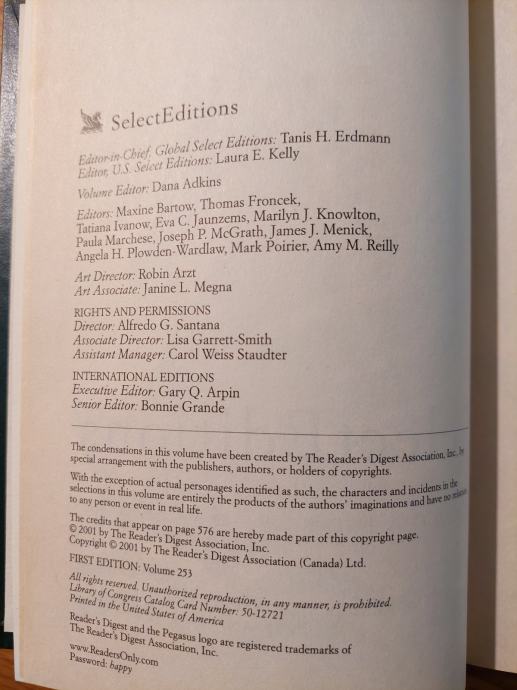 SelectEditions
Editor-in-Chief, Global Select Editions: Tanis H. Erdmann
Editor, U.S. Select Editions: Laura E. Kelly
Volume Editor: Dana Adkins
Editors: Maxine Bartow, Thomas Froncek,
Tatiana Ivanow, Eva C. Jaunzems, Marilyn J. Knowlton,
Paula Marchese, Joseph P. McGrath, James J. Menick,
Angela H. Plowden-Wardlaw, Mark Poirier, Amy M. Reilly
Art Director: Robin Arzt
Art Associate: Janine L. Megna
RIGHTS AND PERMISSIONS
Director: Alfredo G. Santana
Associate Director: Lisa Garrett-Smith
Assistant Manager: Carol Weiss Staudter
INTERNATIONAL EDITIONS
Executive Editor: Gary Q. Arpin
Senior Editor: Bonnie Grande
The condensations in this volume have been created by The Reader's Digest Association, Inc., by
special arrangement with the publishers, authors, or holders of copyrights.
With the exception of actual personages identified as such, the characters and incidents in the
selections in this volume are entirely the products of the authors' imaginations and have no relation
to any person or event in real life.
The credits that appear on page 576 are hereby made part of this copyright page.
© 2001 by The Reader's Digest Association, Inc.
Copyright © 2001 by The Reader's Digest Association (Canada) Ltd.
FIRST EDITION: Volume 253
All rights reserved. Unauthorized reproduction, in any manner, is prohibited.
Library of Congress Catalog Card Number: 50-12721
Printed in the United States of America
Reader's Digest and the Pegasus logo are registered trademarks of
The Reader's Digest Association, Inc.
www.ReadersOnly.com
Password: happy